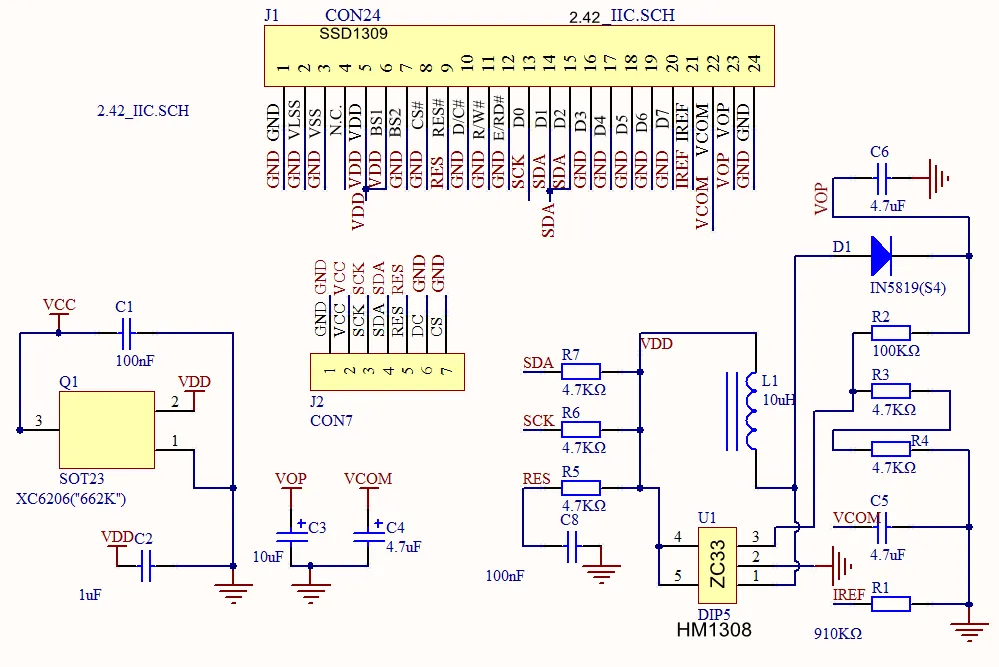 J1 CON24 2.42_IIC.SCH
SSD1309
1 2 3 4 5 6 7 8 9 10 11 12 13 14 15 16 17 18 19 20 21 22 23 24
2.42_IIC.SCH
GND VLSS VSS N.C. VDD BS1 BS2 CS# RES# D/C# R/W# E/RD# D0 D1 D2 D3 D4 D5 D6 D7 IREF VCOM VOP GND
GND GND GND VDD VDD GND GND RES GND GND GND SCK SDA SDA GND GND GND GND GND IREF VCOM VOP GND
VDD SDA
C6
VOP
4.7uF
D1
IN5819(S4)
GND VCC SCK SDA RES GND GND
GND VCC SCK SDA RES DC CS
1 2 3 4 5 6 7
J2
CON7
VCC C1
100nF
Q1 VDD
3 2
1
SOT23
XC6206("662K")
VDD C2
1uF
VOP VCOM
C3 C4
10uF 4.7uF
VDD
SDA R7
4.7KΩ
SCK R6
4.7KΩ
RES R5
4.7KΩ
C8
100nF
L1
10uH
R2
100KΩ
R3
4.7KΩ
R4
4.7KΩ
C5
VCOM
4.7uF
U1
4 3
2
5 1
ZC33
DIP5
HM1308
IREF R1
910KΩ